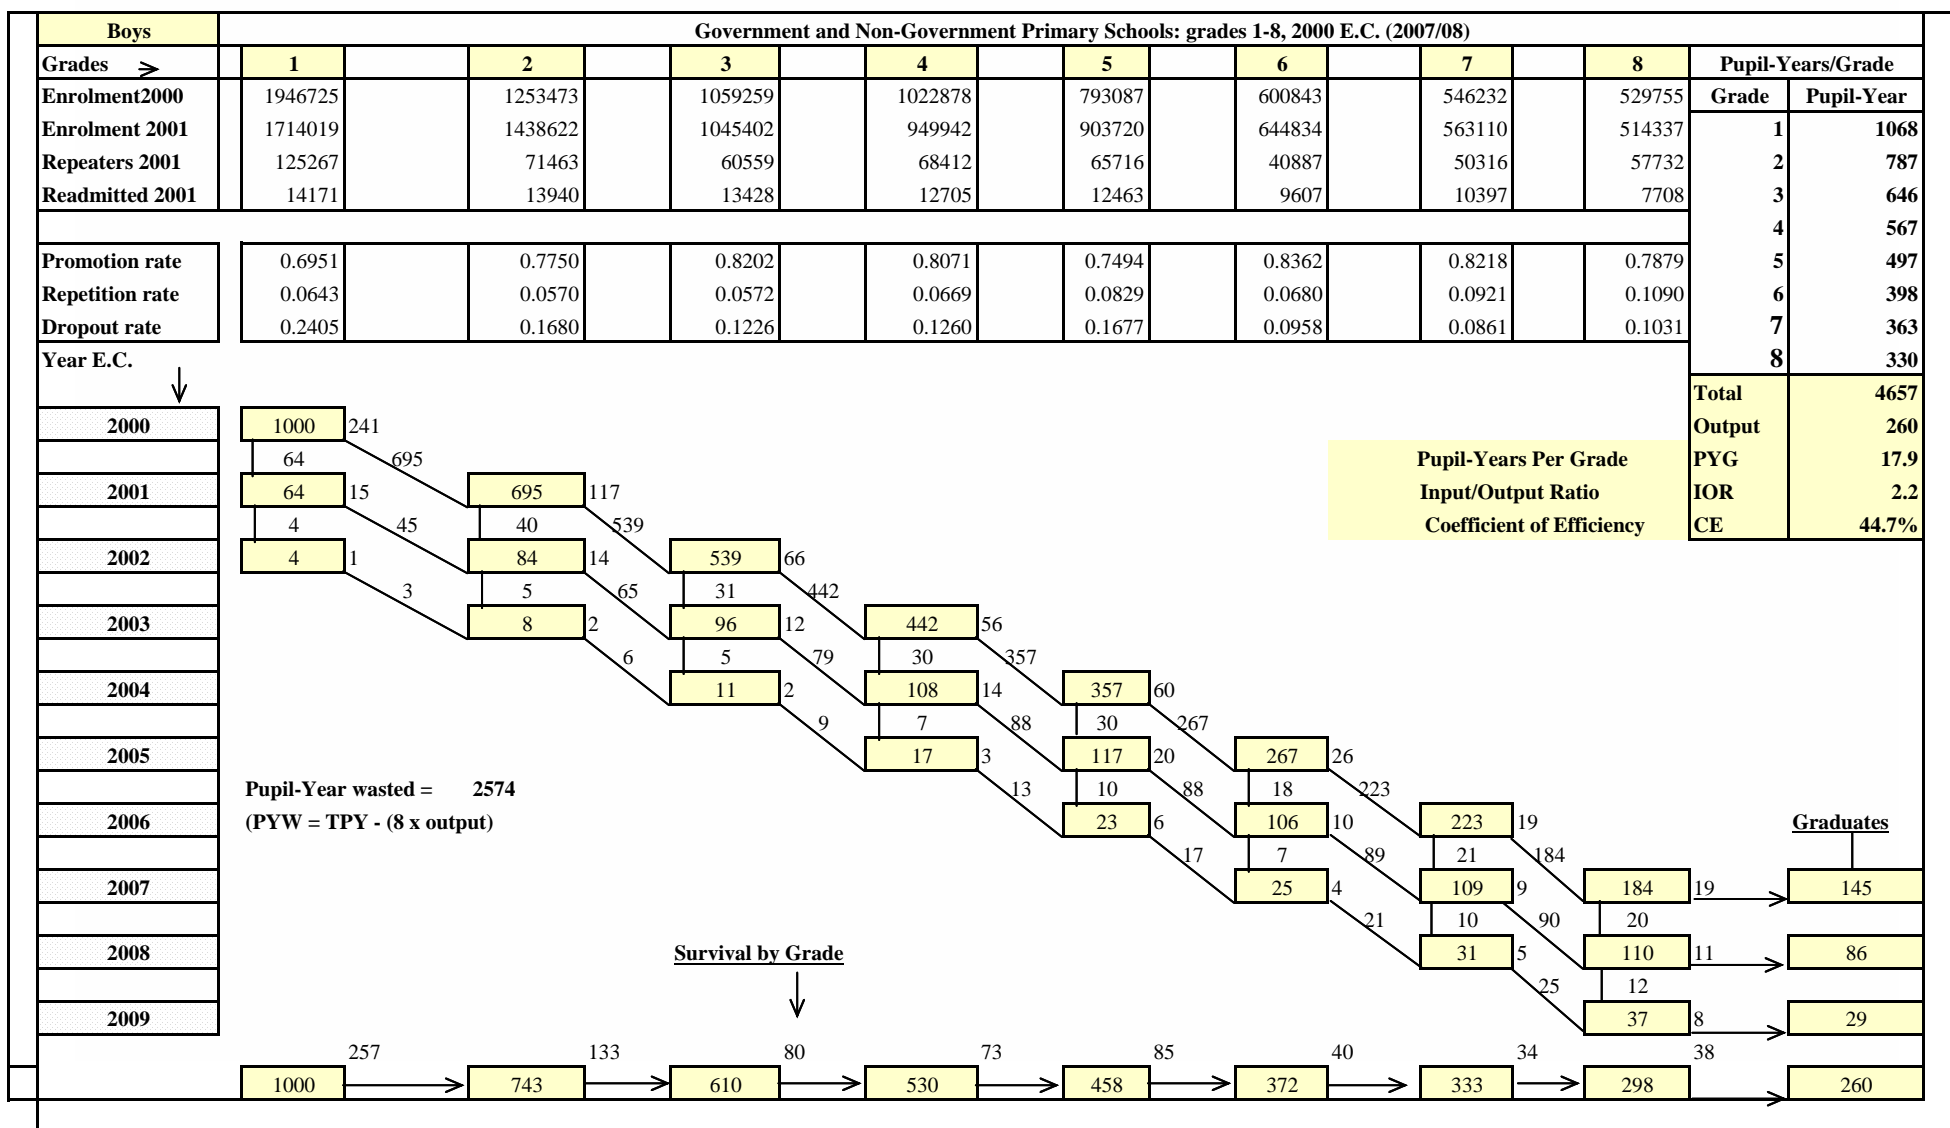 Boys Government and Non-Government Primary Schools: grades 1-8, 2000 E.C. (2007/08)
Grades 1 2 3 4 5 6 7 8 Pupil-Years/Grade
Enrolment2000 1946725 1253473 1059259 1022878 793087 600843 546232 529755 Grade Pupil-Year
Enrolment 2001 1714019 1438622 1045402 949942 903720 644834 563110 514337 1 1068
Repeaters 2001 125267 71463 60559 68412 65716 40887 50316 57732 2 787
Readmitted 2001 14171 13940 13428 12705 12463 9607 10397 7708 3 646
4 567
Promotion rate 0.6951 0.7750 0.8202 0.8071 0.7494 0.8362 0.8218 0.7879 5 497
Repetition rate 0.0643 0.0570 0.0572 0.0669 0.0829 0.0680 0.0921 0.1090 6 398
Dropout rate 0.2405 0.1680 0.1226 0.1260 0.1677 0.0958 0.0861 0.1031 7 363
Year E.C. 8 330
Total 4657
2000 1000 241 Output 260
64 695 Pupil-Years Per Grade PYG 17.9
2001 64 15 695 117 Input/Output Ratio IOR 2.2
4 45 40 539 Coefficient of Efficiency CE 44.7%
2002 4 1 84 14 539 66
3 5 65 31 442
2003 8 2 96 12 442 56
6 5 79 30 357
2004 11 2 108 14 357 60
9 7 88 30 267
2005 17 3 117 20 267 26
Pupil-Year wasted = 2574 13 10 88 18 223
2006 (PYW = TPY - (8 x output) 23 6 106 10 223 19 Graduates
17 7 89 21 184
2007 25 4 109 9 184 19 145
21 10 90 20
2008 Survival by Grade 31 5 110 11 86
25 12
2009 37 8 29
257 133 80 73 85 40 34 38
1000 743 610 530 458 372 333 298 260